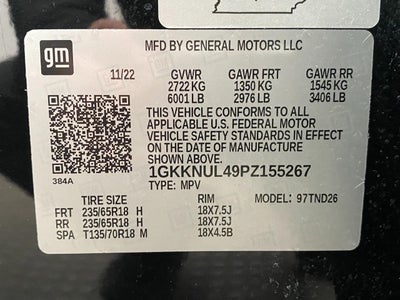 gm
MFD BY GENERAL MOTORS LLC
11/22 GVWR GAWR FRT GAWR RR
2722 KG 1350 KG 1545 KG
6001 LB 2976 LB 3406 LB
THIS VEHICLE CONFORMS TO ALL
APPLICABLE U.S. FEDERAL MOTOR
VEHICLE SAFETY STANDARDS IN EFFECT
ON THE DATE OF MANUFACTURE
SHOWN ABOVE.
384A
1GKKNUL49PZ155267
TYPE: MPV
TIRE SIZE RIM MODEL: 97TND26
FRT 235/65R18 H 18X7.5J
RR 235/65R18 H 18X7.5J
SPA T135/70R18 M 18X4.5B